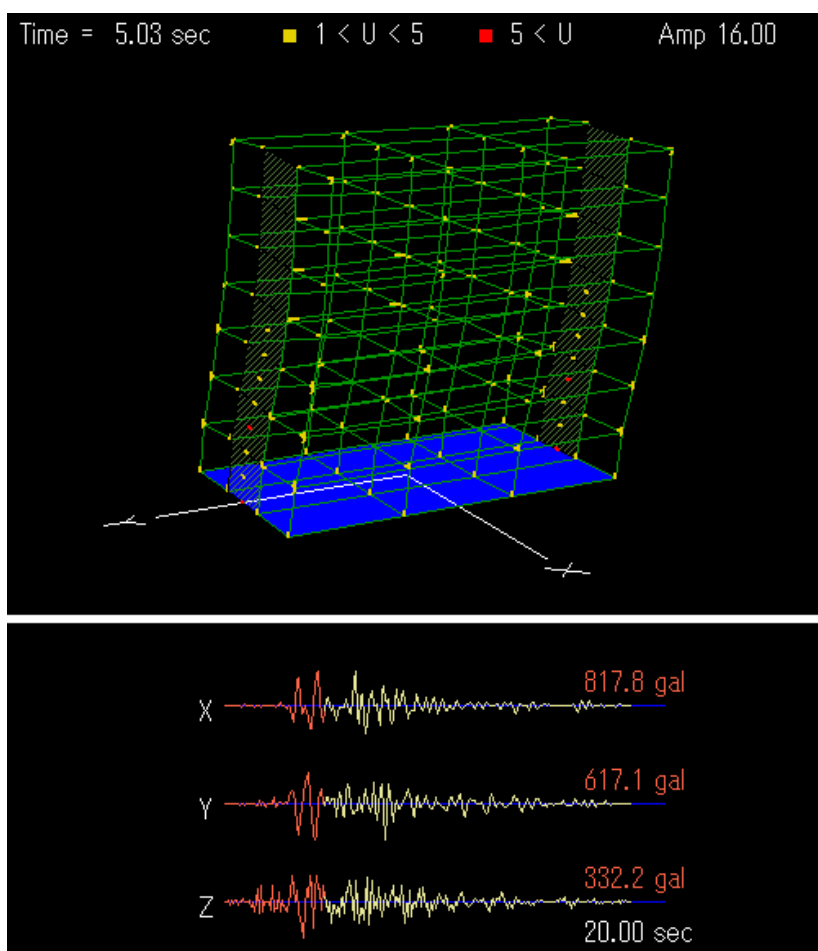 Time = 5.03 sec 1 < U < 5 5 < U Amp 16.00
Y
X
X 817.8 gal
Y 617.1 gal
Z 332.2 gal
20.00 sec